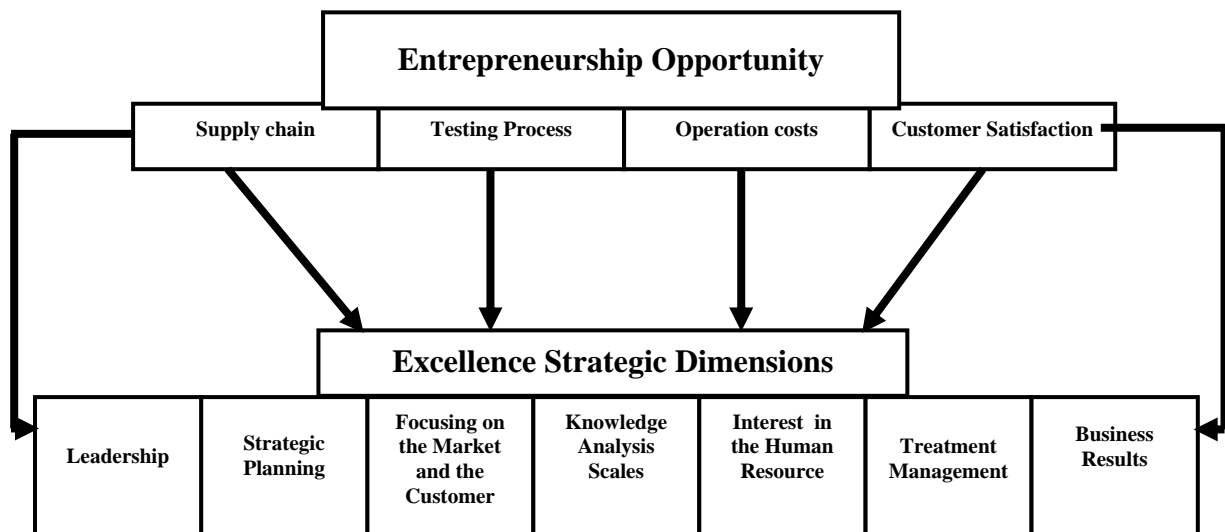 Entrepreneurship Opportunity
Supply chain
Testing Process
Operation costs
Customer Satisfaction
Excellence Strategic Dimensions
Leadership
Strategic
Planning
Focusing on
the Market
and the
Customer
Knowledge
Analysis
Scales
Interest in
the Human
Resource
Treatment
Management
Business
Results